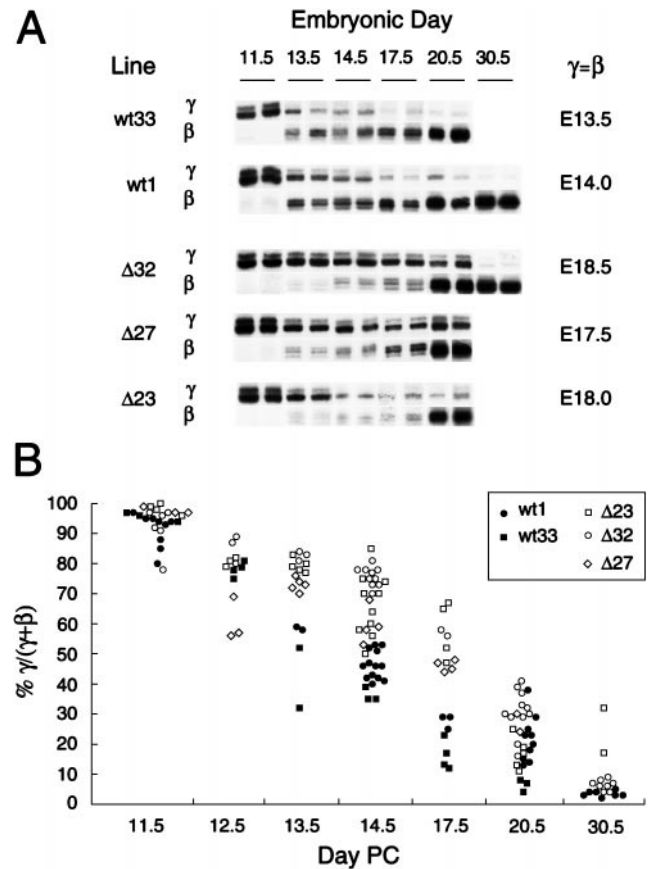 A
Embryonic Day
Line
11.5 13.5 14.5 17.5 20.5 30.5
γ=β
wt33
γ
β
E13.5
wt1
γ
β
E14.0
Δ32
γ
β
E18.5
Δ27
γ
β
E17.5
Δ23
γ
β
E18.0
B
% γ/(γ+β)
100
90
80
70
60
50
40
30
20
10
0
wt1
wt33
Δ23
Δ32
Δ27
11.5 12.5 13.5 14.5 17.5 20.5 30.5
Day PC